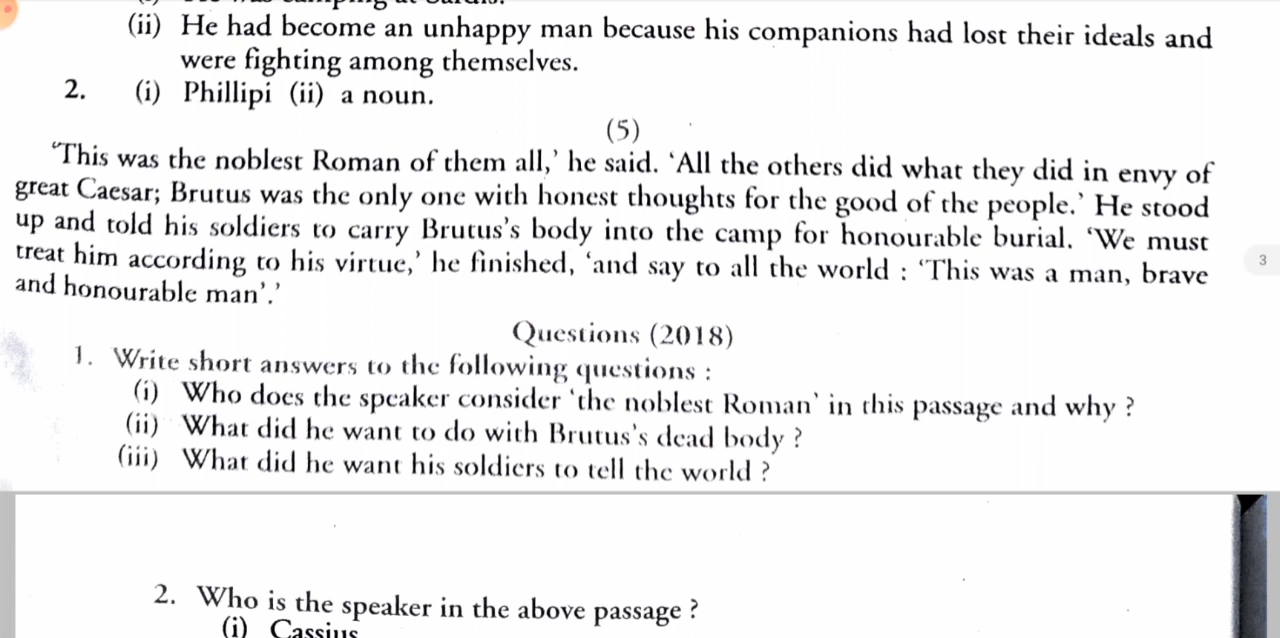 (ii) He had become an unhappy man because his companions had lost their ideals and
were fighting among themselves.
2. (i) Phillipi (ii) a noun.
(5)
"This was the noblest Roman of them all,' he said. 'All the others did what they did in envy of
great Caesar; Brutus was the only one with honest thoughts for the good of the people.' He stood
up and told his soldiers to carry Brutus's body into the camp for honourable burial. 'We must
treat him according to his virtue,' he finished, 'and say to all the world : 'This was a man, brave
and honourable man'.'
3
Questions (2018)
1. Write short answers to the following questions :
(i) Who does the speaker consider 'the noblest Roman' in this passage and why ?
(ii) What did he want to do with Brutus's dead body ?
(iii) What did he want his soldiers to tell the world ?
2. Who is the speaker in the above passage ?
(i) Cassius